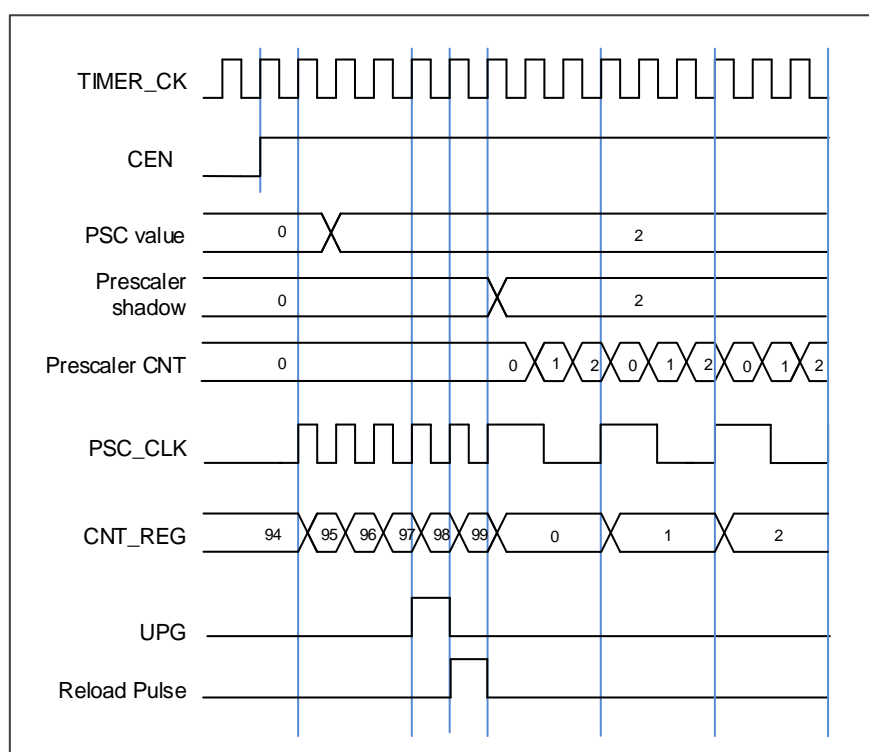 TIMER_CK
CEN
PSC value 0 2
Prescaler
shadow 0 2
Prescaler CNT 0 0 1 2 0 1 2 0 1 2
PSC_CLK
CNT_REG 94 95 96 97 98 99 0 1 2
UPG
Reload Pulse